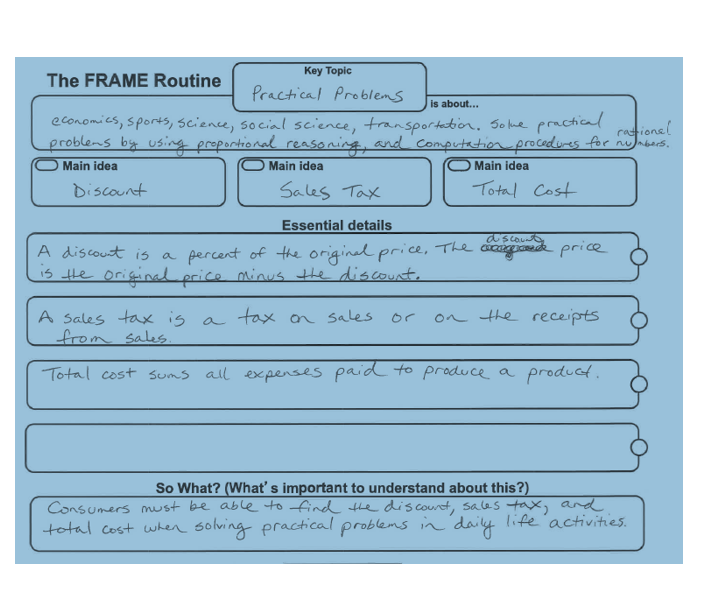 The FRAME Routine
Key Topic
Practical Problems
is about...
economics, sports, science, social science, transportation. Solve practical
problems by using proportional reasoning, and computation procedures for rational numbers.
Main idea
Discount
Main idea
Sales Tax
Main idea
Total Cost
Essential details
A discount is a percent of the original price. The discount price
is the original price minus the discount.
A sales tax is a tax on sales or on the receipts
from sales.
Total cost sums all expenses paid to produce a product.
So What? (What's important to understand about this?)
Consumers must be able to find the discount, sales tax, and
total cost when solving practical problems in daily life activities.